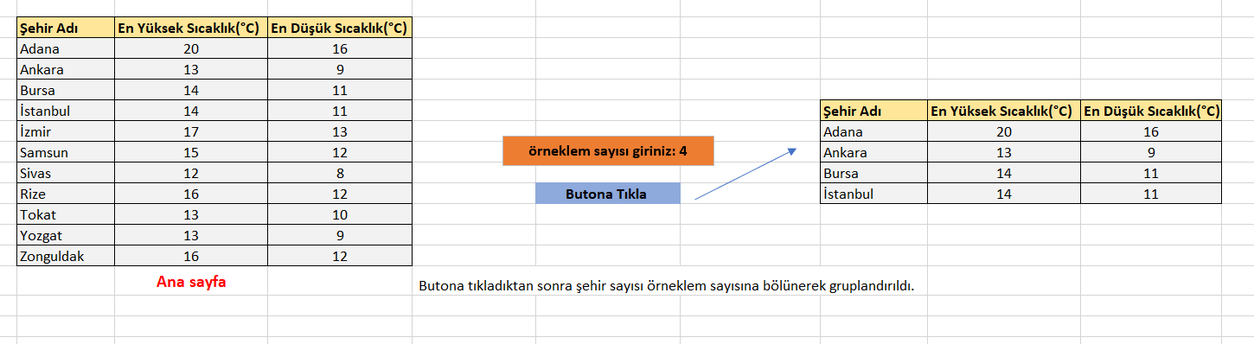 Şehir Adı En Yüksek Sıcaklık(°C) En Düşük Sıcaklık(°C)
Adana 20 16
Ankara 13 9
Bursa 14 11
İstanbul 14 11
İzmir 17 13
Samsun 15 12
Sivas 12 8
Rize 16 12
Tokat 13 10
Yozgat 13 9
Zonguldak 16 12
Ana sayfa
örneklem sayısı giriniz: 4
Butona Tıkla
Şehir Adı En Yüksek Sıcaklık(°C) En Düşük Sıcaklık(°C)
Adana 20 16
Ankara 13 9
Bursa 14 11
İstanbul 14 11
Butona tıkladıktan sonra şehir sayısı örneklem sayısına bölünerek gruplandırıldı.